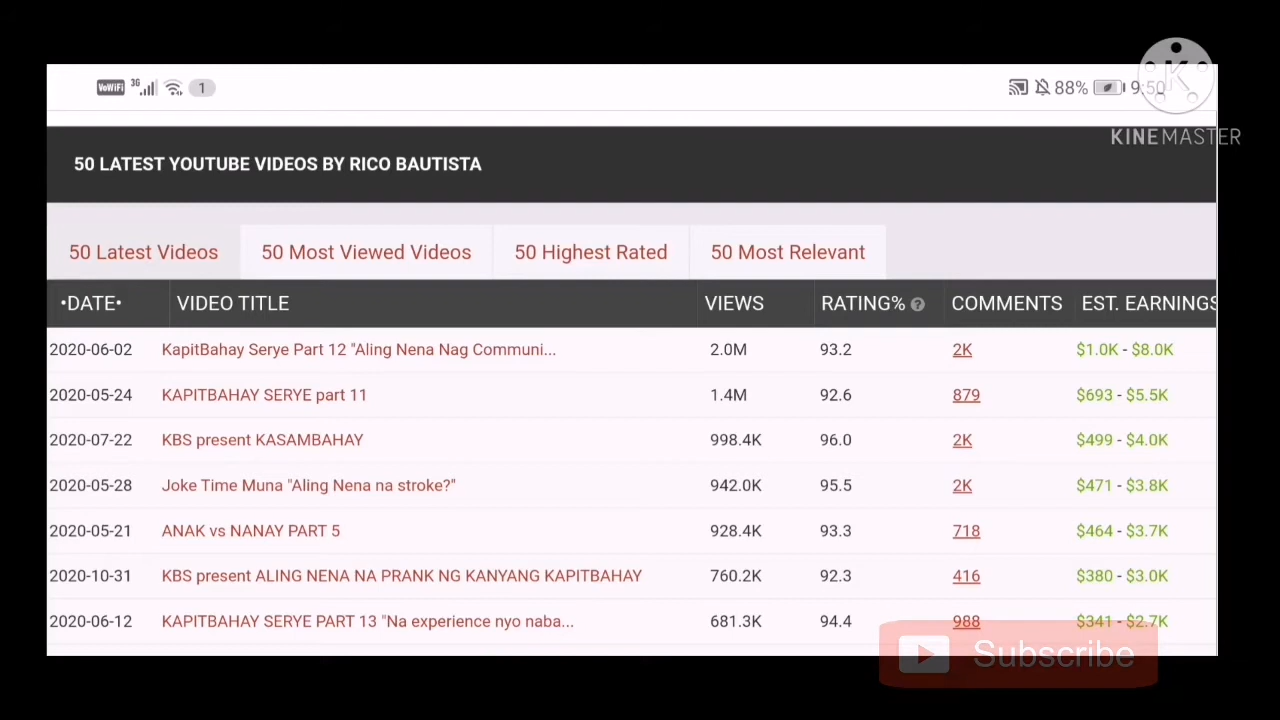 VoWiFi 3G 1 88% 9:50
K
KINEMASTER
50 LATEST YOUTUBE VIDEOS BY RICO BAUTISTA
50 Latest Videos 50 Most Viewed Videos 50 Highest Rated 50 Most Relevant
•DATE• VIDEO TITLE VIEWS RATING% ? COMMENTS EST. EARNINGS
2020-06-02 KapitBahay Serye Part 12 "Aling Nena Nag Communi... 2.0M 93.2 2K $1.0K - $8.0K
2020-05-24 KAPITBAHAY SERYE part 11 1.4M 92.6 879 $693 - $5.5K
2020-07-22 KBS present KASAMBAHAY 998.4K 96.0 2K $499 - $4.0K
2020-05-28 Joke Time Muna "Aling Nena na stroke?" 942.0K 95.5 2K $471 - $3.8K
2020-05-21 ANAK vs NANAY PART 5 928.4K 93.3 718 $464 - $3.7K
2020-10-31 KBS present ALING NENA NA PRANK NG KANYANG KAPITBAHAY 760.2K 92.3 416 $380 - $3.0K
2020-06-12 KAPITBAHAY SERYE PART 13 "Na experience nyo naba... 681.3K 94.4 988 $341 - $2.7K
Subscribe